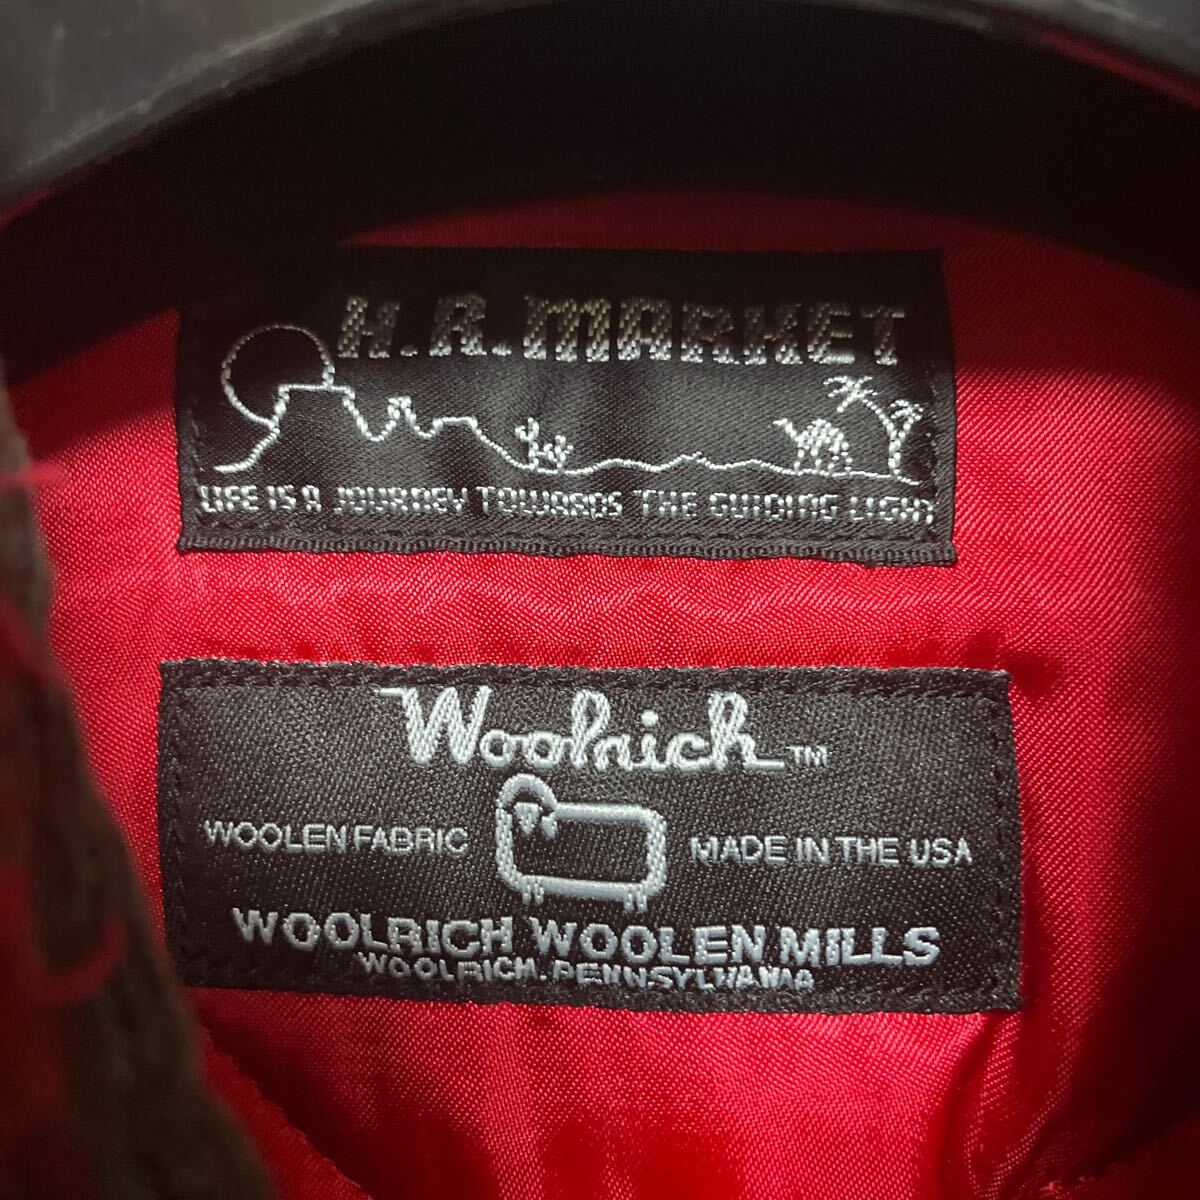 H.R.MARKET
LIFE IS A JOURNEY TOWARDS THE GUIDING LIGHT
Woolrich™
WOOLEN FABRIC MADE IN THE USA
WOOLRICH WOOLEN MILLS
WOOLRICH, PENNSYLVANIA